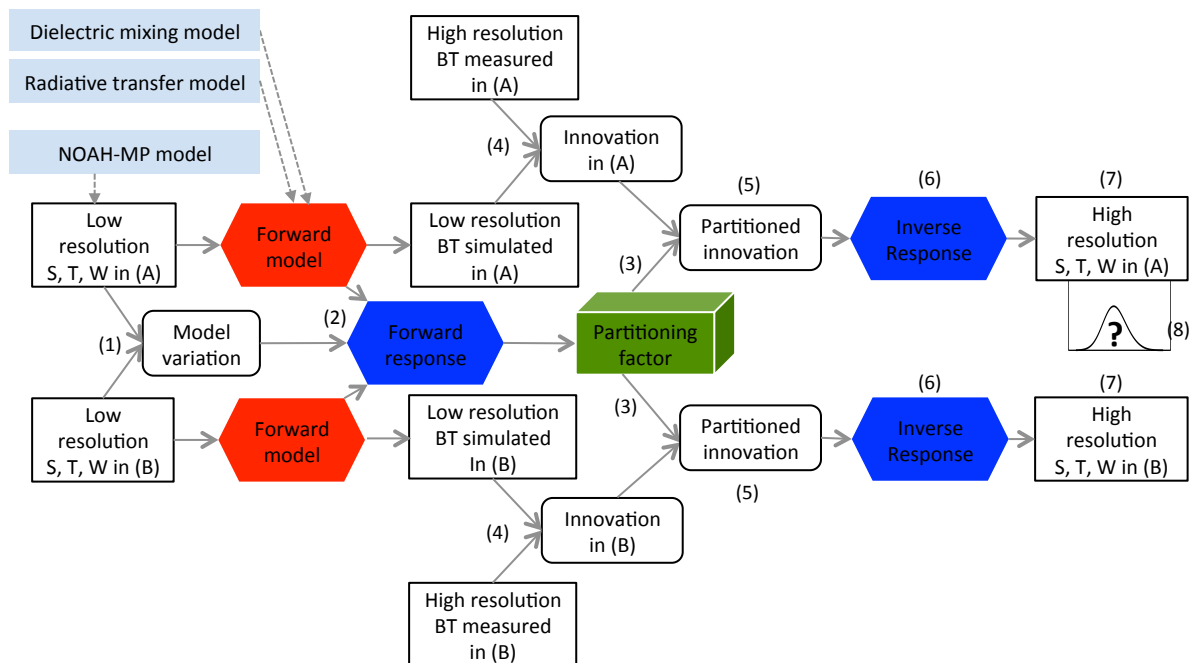 Dielectric mixing model
Radiative transfer model
NOAH-MP model
High resolution
BT measured
in (A)
(4)
Innovation
in (A)
Low
resolution
S, T, W in (A)
Forward
model
Low resolution
BT simulated
in (A)
(5)
Partitioned
innovation
(6)
Inverse
Response
(7)
High
resolution
S, T, W in (A)
(3)
(1)
Model
variation
(2)
Forward
response
Partitioning
factor
?
(8)
(3)
Low
resolution
S, T, W in (B)
Forward
model
Low resolution
BT simulated
In (B)
Partitioned
innovation
(5)
(6)
Inverse
Response
(7)
High
resolution
S, T, W in (B)
(4)
Innovation
in (B)
High resolution
BT measured
in (B)